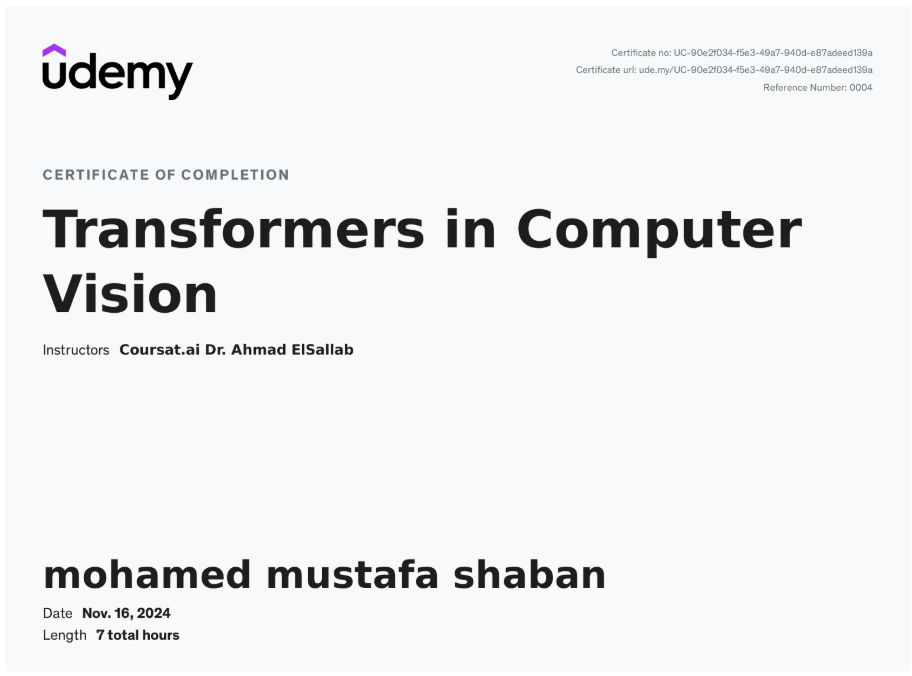 udemy
Certificate no: UC-90e2f034-f5e3-49a7-940d-e87adeed139a
Certificate url: ude.my/UC-90e2f034-f5e3-49a7-940d-e87adeed139a
Reference Number: 0004
CERTIFICATE OF COMPLETION
Transformers in Computer
Vision
Instructors Coursat.ai Dr. Ahmad ElSallab
mohamed mustafa shaban
Date Nov. 16, 2024
Length 7 total hours